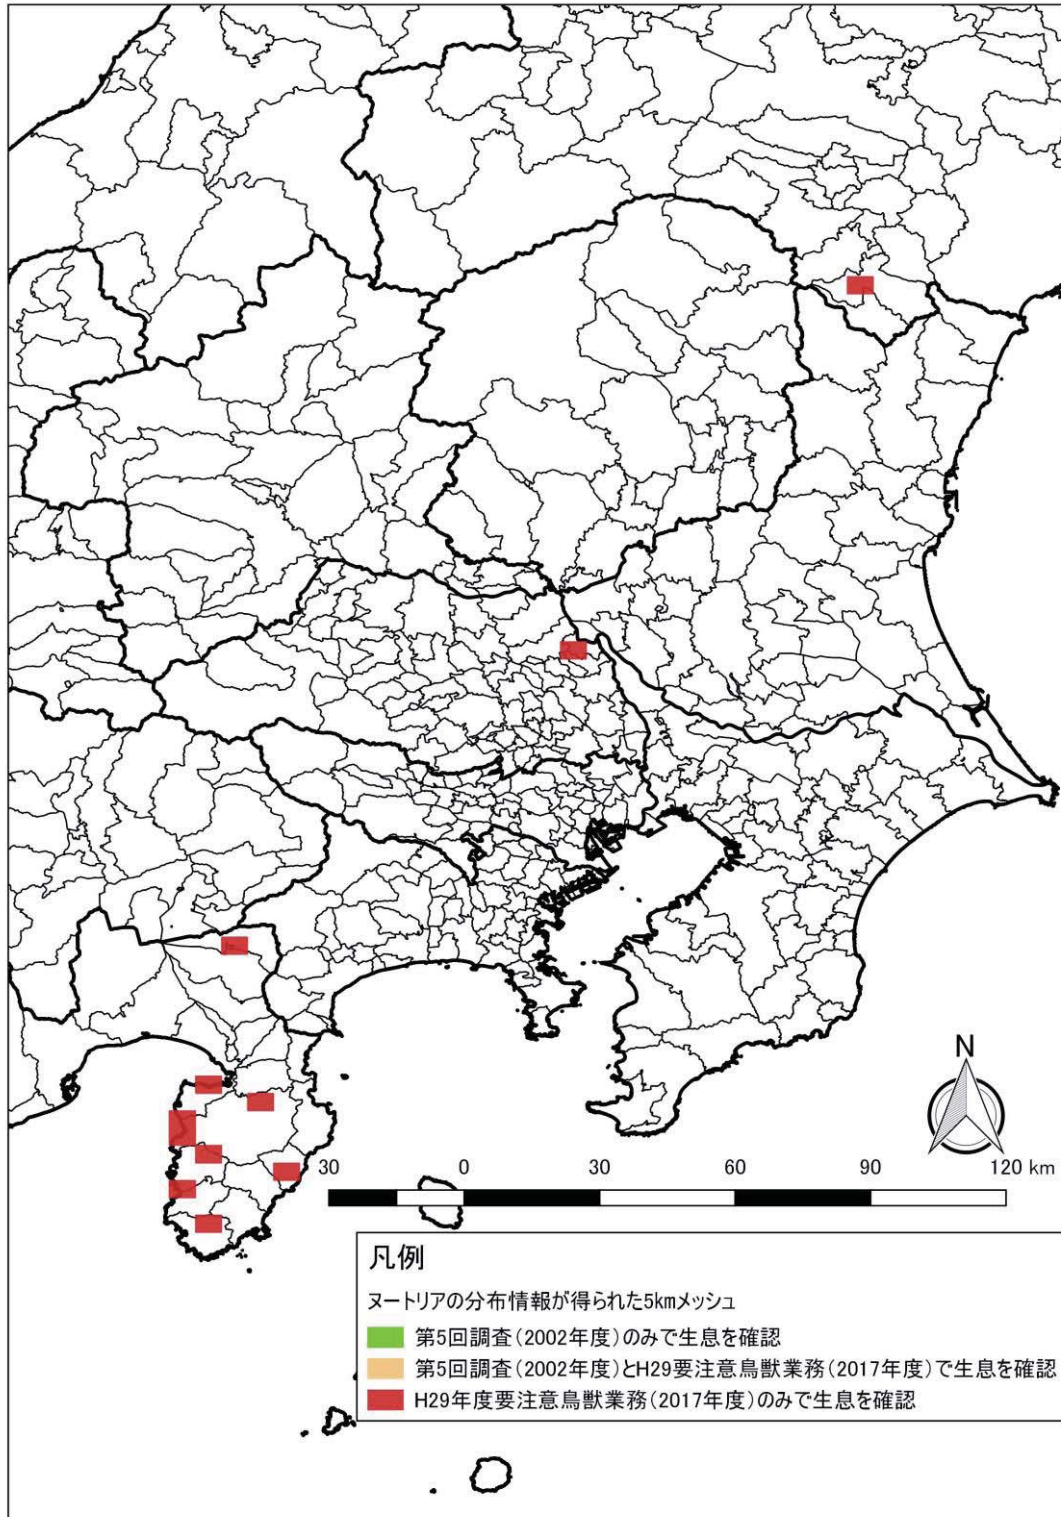 N
30 0 30 60 90 120 km
凡例
ヌートリアの分布情報が得られた5kmメッシュ
第5回調査(2002年度)のみで生息を確認
第5回調査(2002年度)とH29要注意鳥獣業務(2017年度)で生息を確認
H29年度要注意鳥獣業務(2017年度)のみで生息を確認